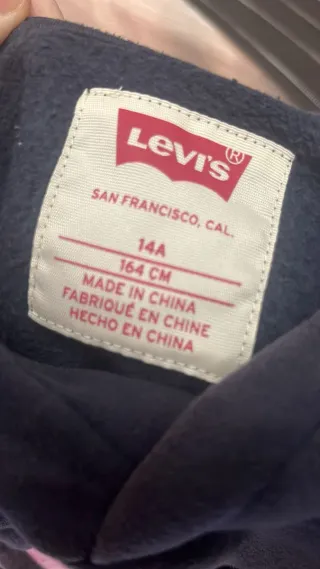 Levi's®
SAN FRANCISCO, CAL.
14A
164 CM
MADE IN CHINA
FABRIQUÉ EN CHINE
HECHO EN CHINA